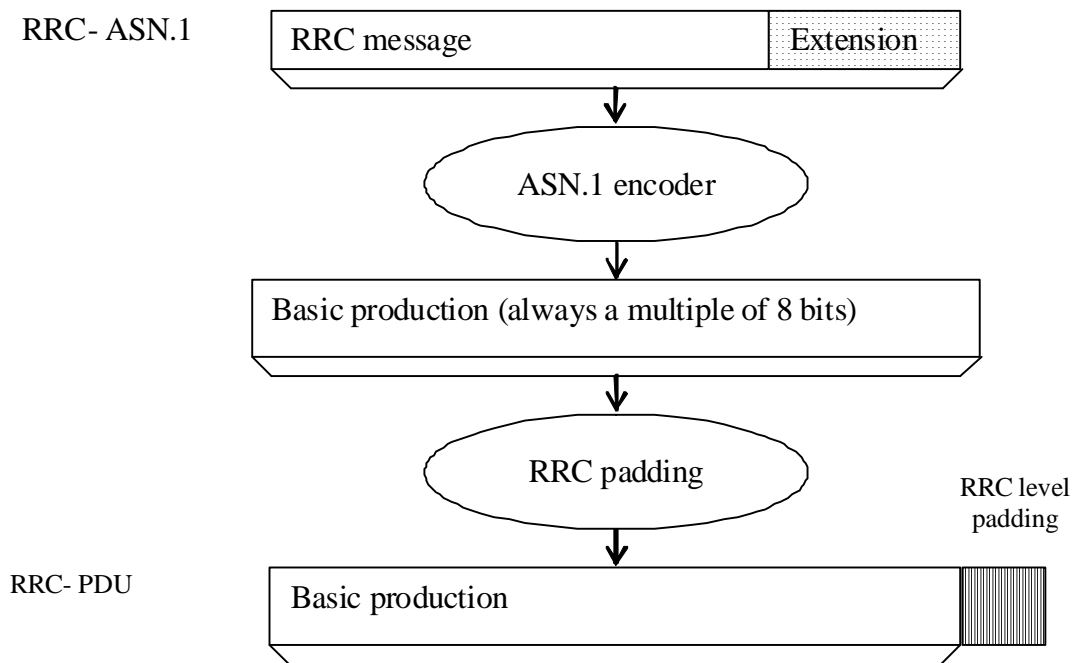 RRC- ASN.1
RRC message
Extension
ASN.1 encoder
Basic production (always a multiple of 8 bits)
RRC padding
RRC level
padding
RRC- PDU
Basic production